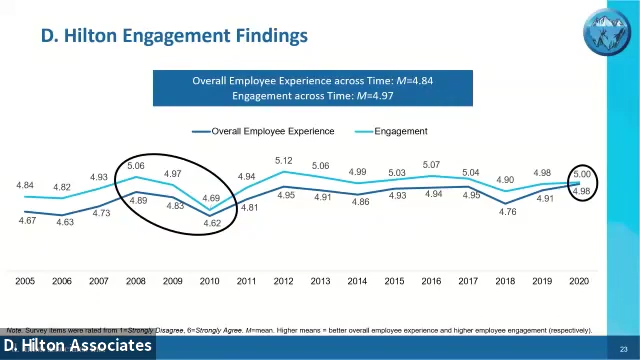 D. Hilton Engagement Findings
Overall Employee Experience across Time: M=4.84
Engagement across Time: M=4.97
Overall Employee Experience Engagement
4.84 4.82 4.93 5.06 4.97 4.69 4.94 5.12 5.06 4.99 5.03 5.07 5.04 4.90 4.98 5.00
4.67 4.63 4.73 4.89 4.83 4.62 4.81 4.95 4.91 4.86 4.93 4.94 4.95 4.76 4.91 4.98
2005 2006 2007 2008 2009 2010 2011 2012 2013 2014 2015 2016 2017 2018 2019 2020
Note. Survey items were rated from 1=Strongly Disagree, 6=Strongly Agree. M=mean. Higher means = better overall employee experience and higher employee engagement (respectively).
D. Hilton Associates
23